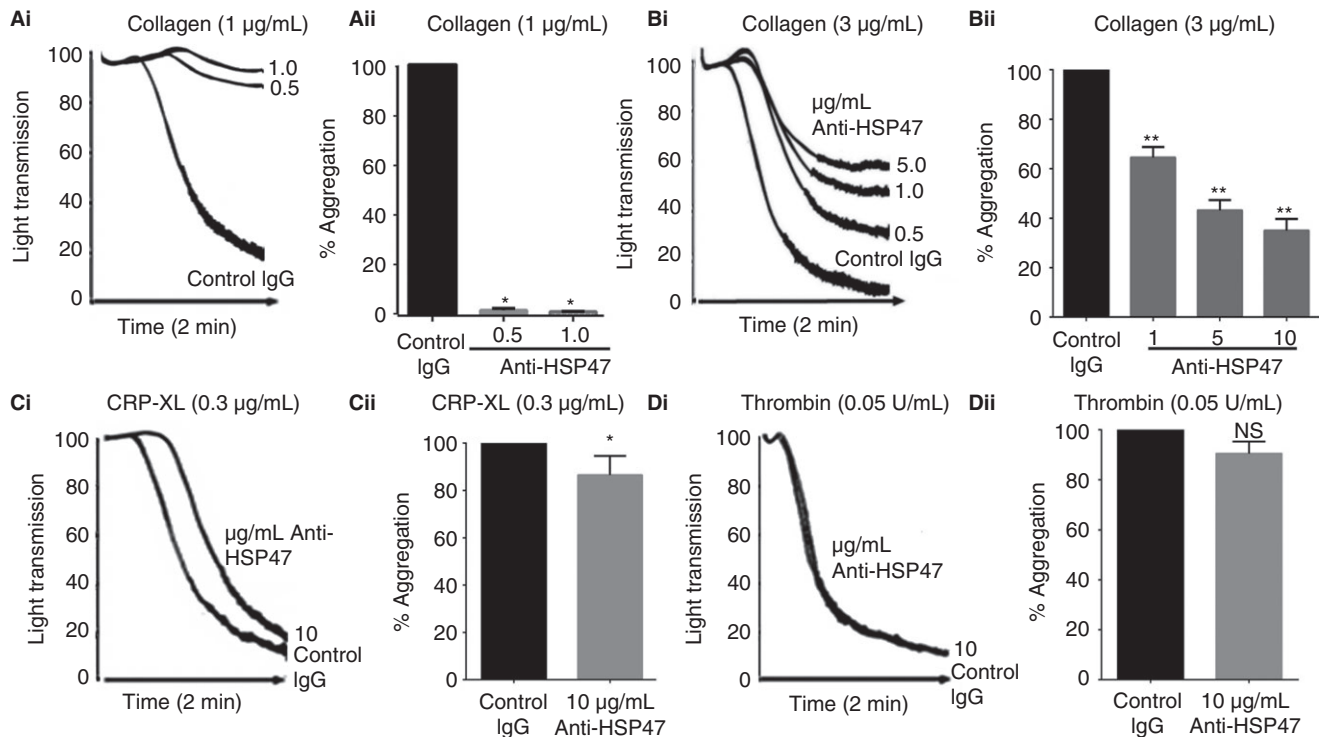 Ai
Collagen (1 µg/mL)
Light transmission
100
80
60
40
20
0
1.0
0.5
Control IgG
Time (2 min)
Aii
Collagen (1 µg/mL)
% Aggregation
100
80
60
40
20
0
*
*
Control
IgG
0.5
1.0
Anti-HSP47
Bi
Collagen (3 µg/mL)
Light transmission
100
80
60
40
20
0
µg/mL
Anti-HSP47
5.0
1.0
0.5
Control IgG
Time (2 min)
Bii
Collagen (3 µg/mL)
% Aggregation
100
80
60
40
20
0
**
**
**
Control
IgG
1
5
10
Anti-HSP47
Ci
CRP-XL (0.3 µg/mL)
Light transmission
100
80
60
40
20
0
µg/mL Anti-
HSP47
10
Control
IgG
Time (2 min)
Cii
CRP-XL (0.3 µg/mL)
% Aggregation
100
80
60
40
20
0
*
Control
IgG
10 µg/mL
Anti-HSP47
Di
Thrombin (0.05 U/mL)
Light transmission
100
80
60
40
20
0
µg/mL
Anti-HSP47
10
Control
IgG
Time (2 min)
Dii
Thrombin (0.05 U/mL)
% Aggregation
100
80
60
40
20
0
NS
Control
IgG
10 µg/mL
Anti-HSP47